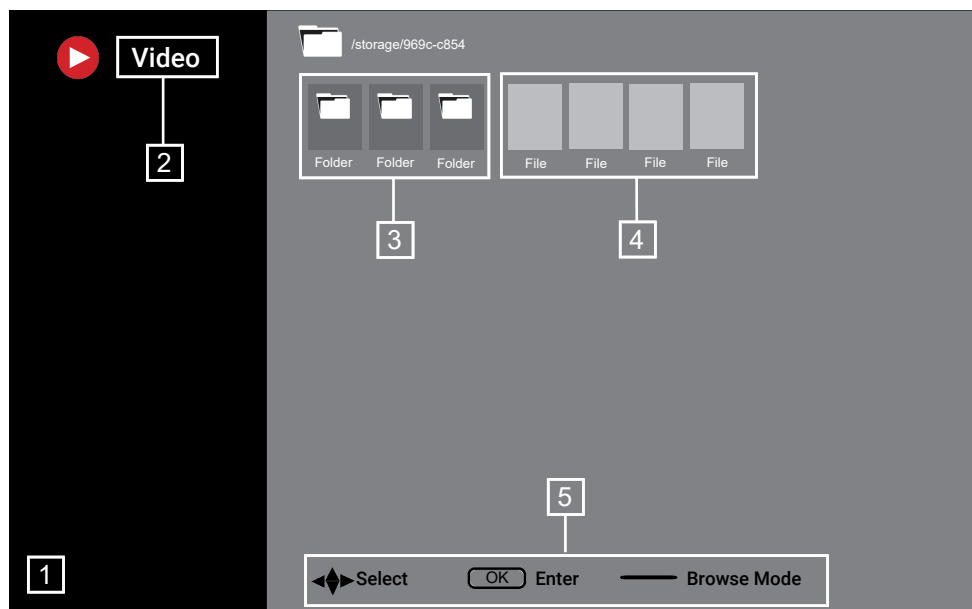 Video
2
1
/storage/969c-c854
Folder Folder Folder File File File File
3 4
5
Select OK Enter Browse Mode